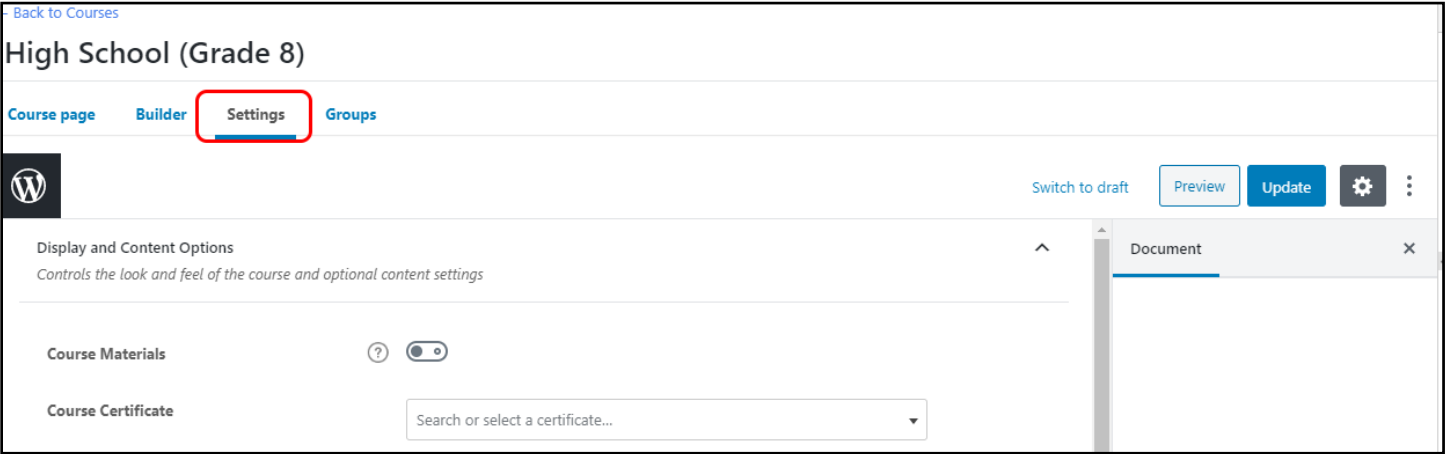 Back to Courses
High School (Grade 8)
Course page Builder Settings Groups
Switch to draft Preview Update
Display and Content Options
Document
Controls the look and feel of the course and optional content settings
Course Materials
Course Certificate
Search or select a certificate...